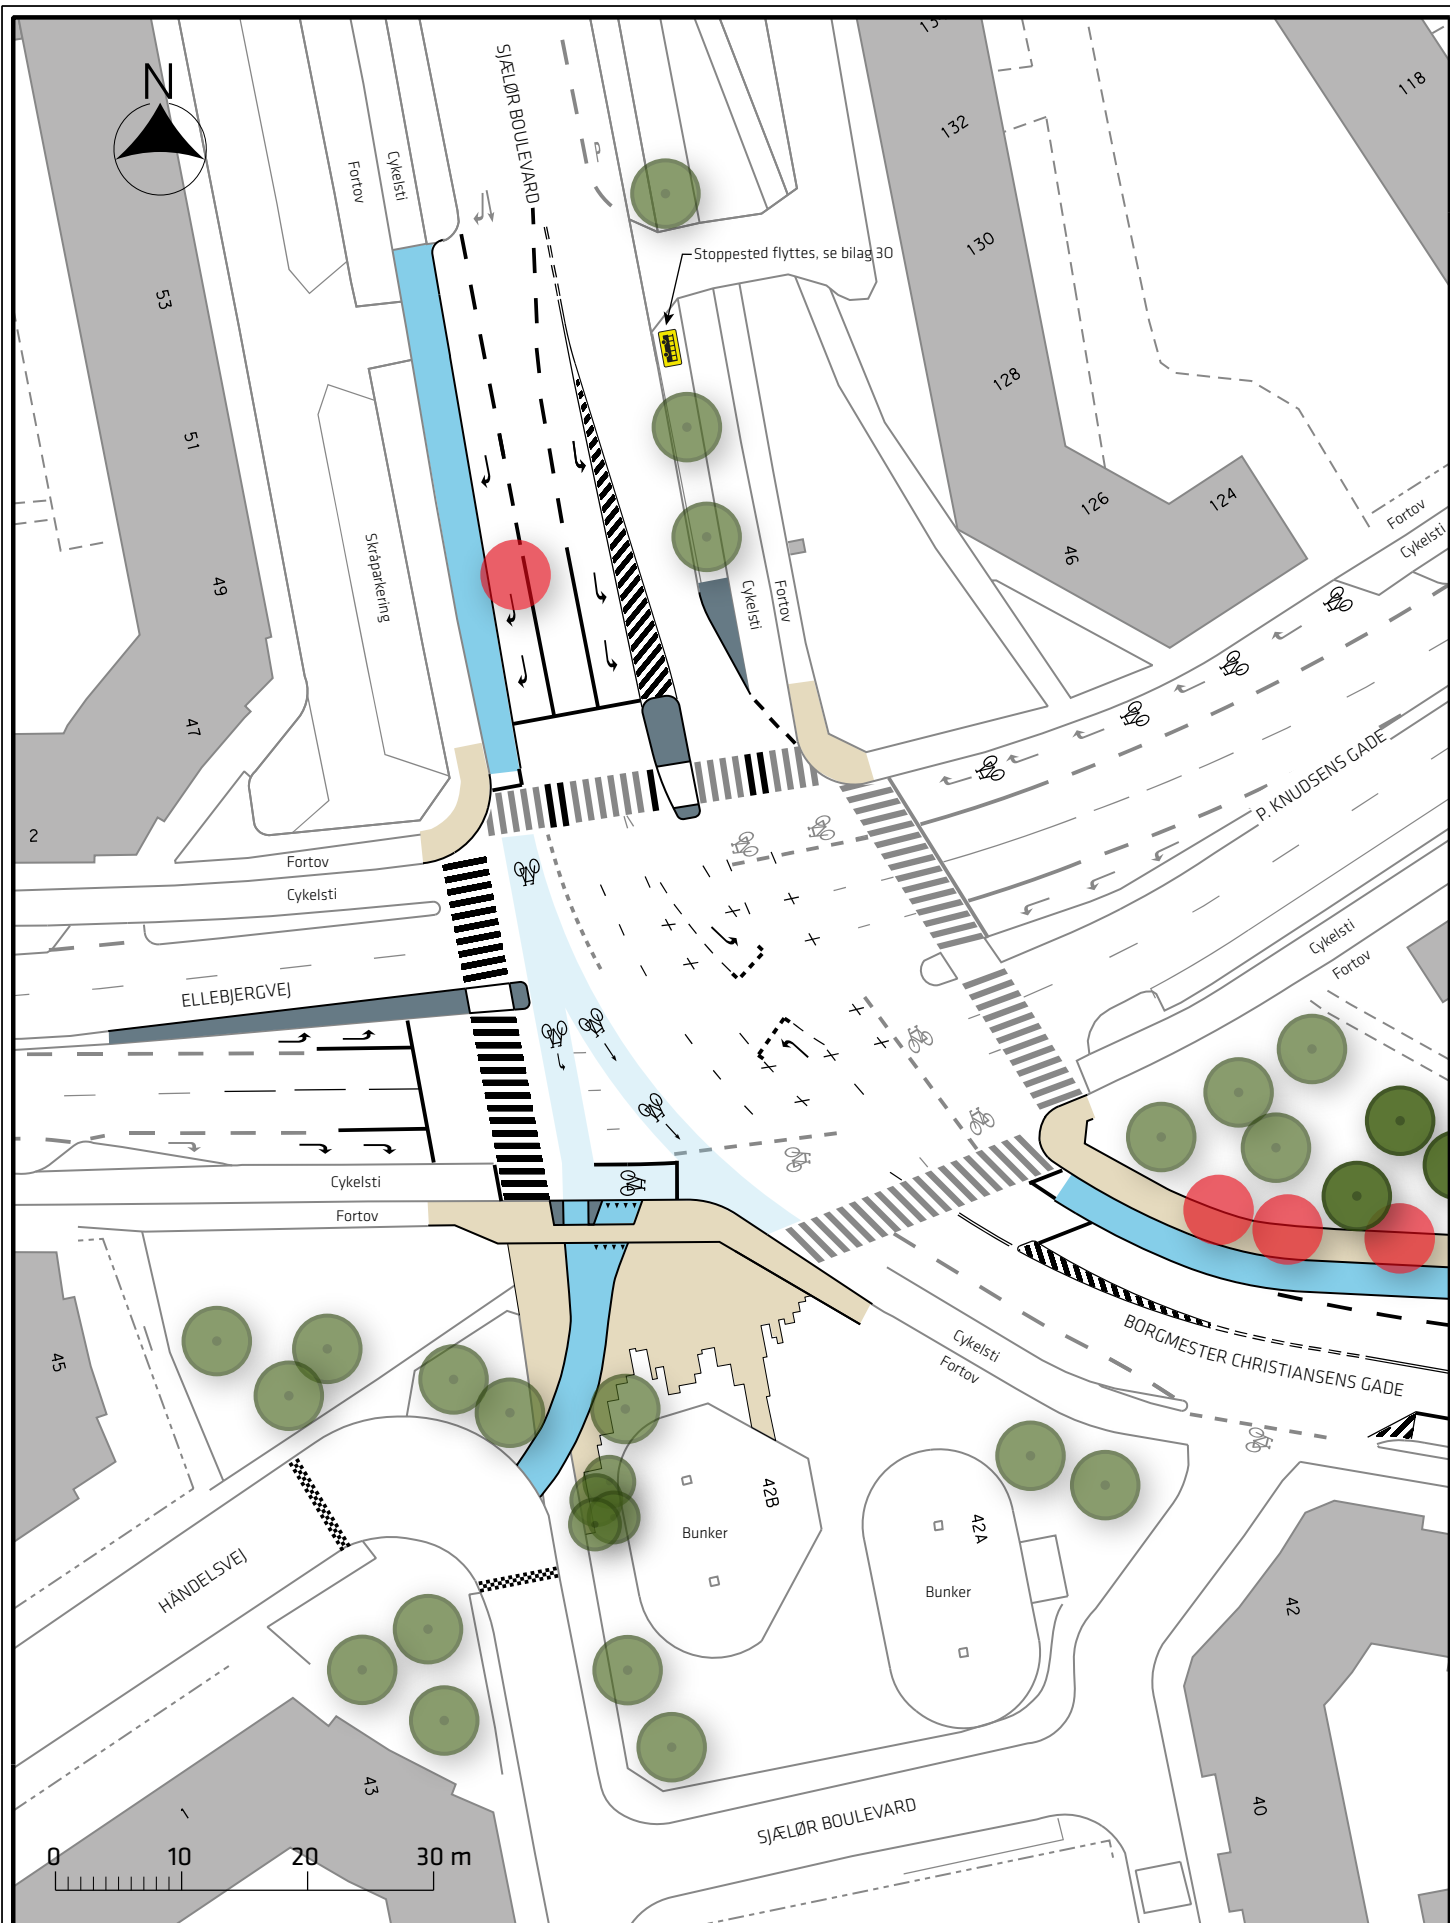 N
SJÆLØR BOULEVARD
Fortov
Cykelsti
P
132
118
Stoppested flyttes, se bilag 30
130
53
128
51
126
124
46
Fortov
Cykelsti
Skråparkering
49
Cykelsti
Fortov
47
P. KNUDSENS GADE
2
Fortov
Cykelsti
ELLEBJERGVEJ
Cykelsti
Fortov
Cykelsti
Fortov
BORGMESTER CHRISTIANSENS GADE
Cykelsti
Fortov
45
42B
Bunker
42A
Bunker
HÄNDELSVEJ
42
43
1
40
SJÆLØR BOULEVARD
0 10 20 30 m